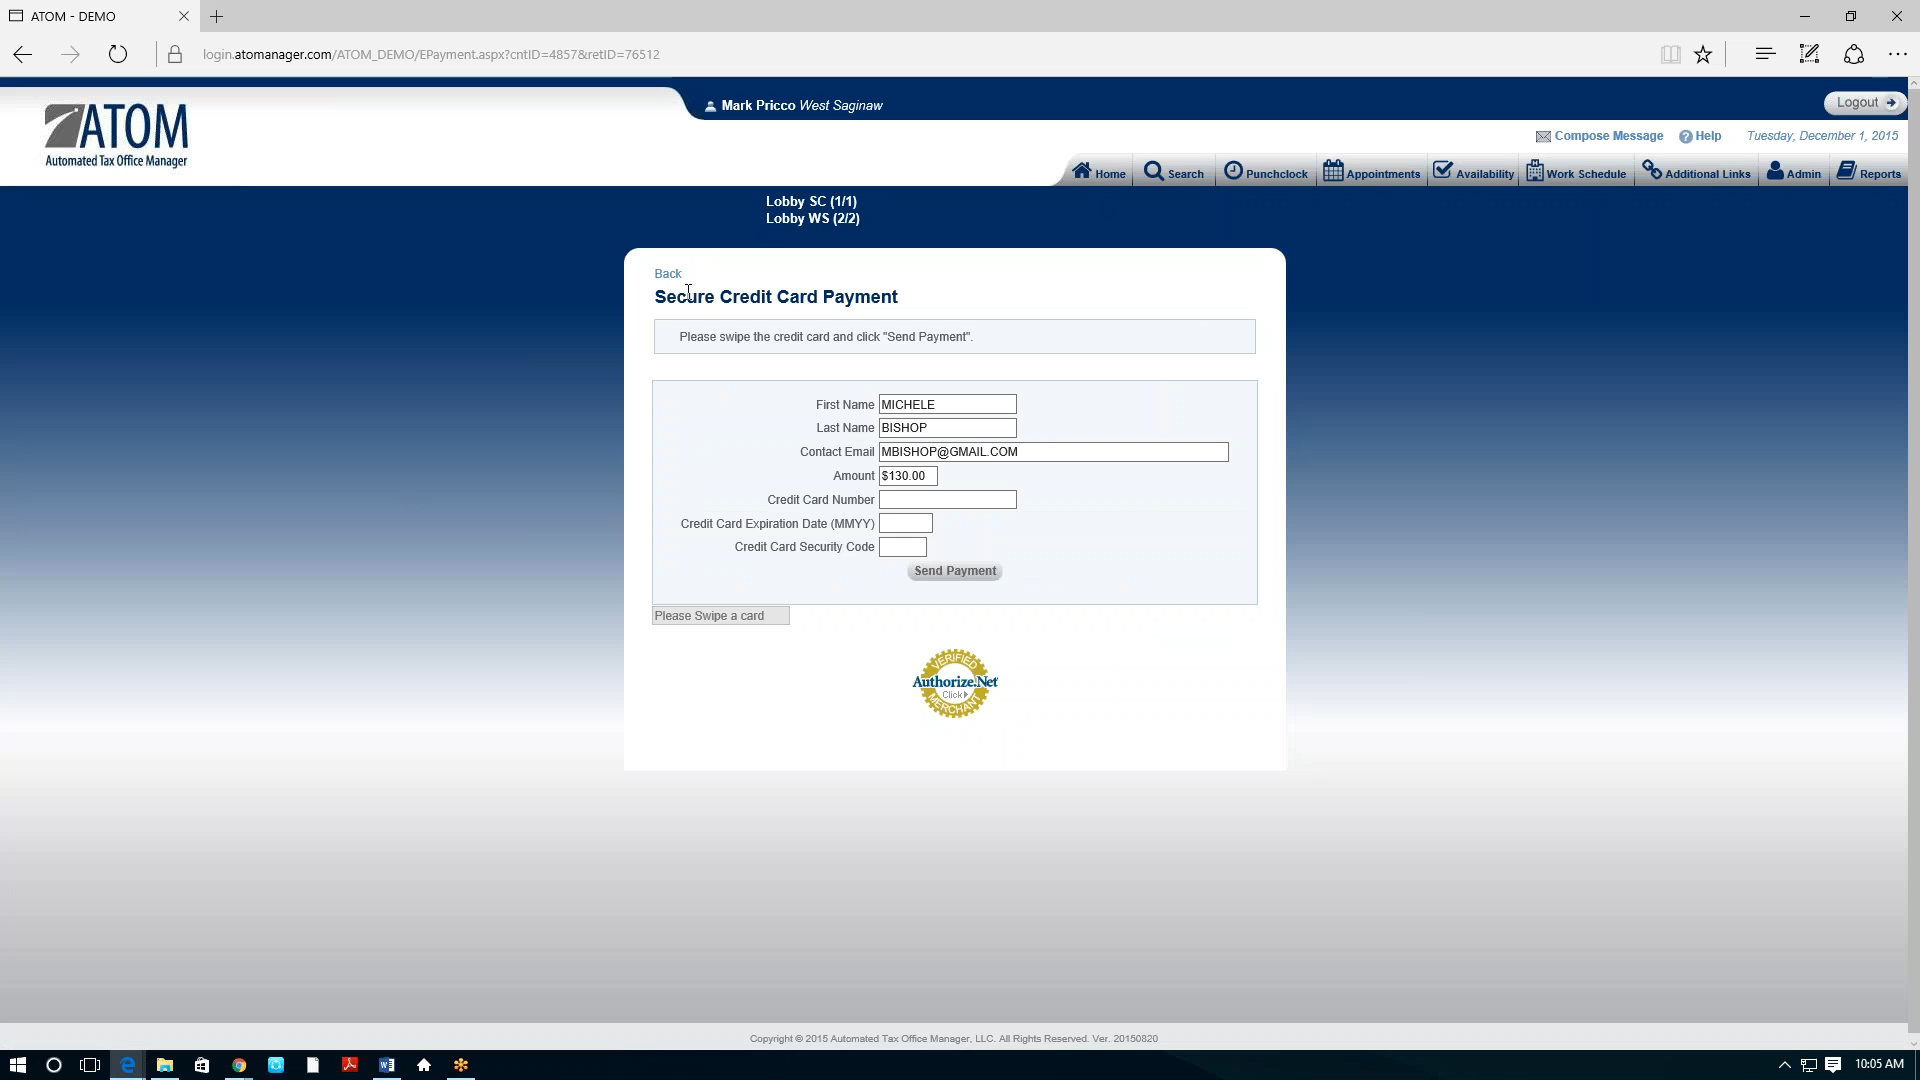 ATOM - DEMO
login.atomanager.com/ATOM_DEMO/EPayment.aspx?cntID=4857&retID=76512
ATOM
Automated Tax Office Manager
Mark Pricco West Saginaw
Logout
Compose Message
Help
Tuesday, December 1, 2015
Home
Search
Punchclock
Appointments
Availability
Work Schedule
Additional Links
Admin
Reports
Lobby SC (1/1)
Lobby WS (2/2)
Back
Secure Credit Card Payment
Please swipe the credit card and click "Send Payment".
First Name MICHELE
Last Name BISHOP
Contact Email MBISHOP@GMAIL.COM
Amount $130.00
Credit Card Number
Credit Card Expiration Date (MMYY)
Credit Card Security Code
Send Payment
Please Swipe a card
VERIFIED
Authorize.Net
Click
MERCHANT
Copyright © 2015 Automated Tax Office Manager, LLC. All Rights Reserved. Ver. 20150820
10:05 AM